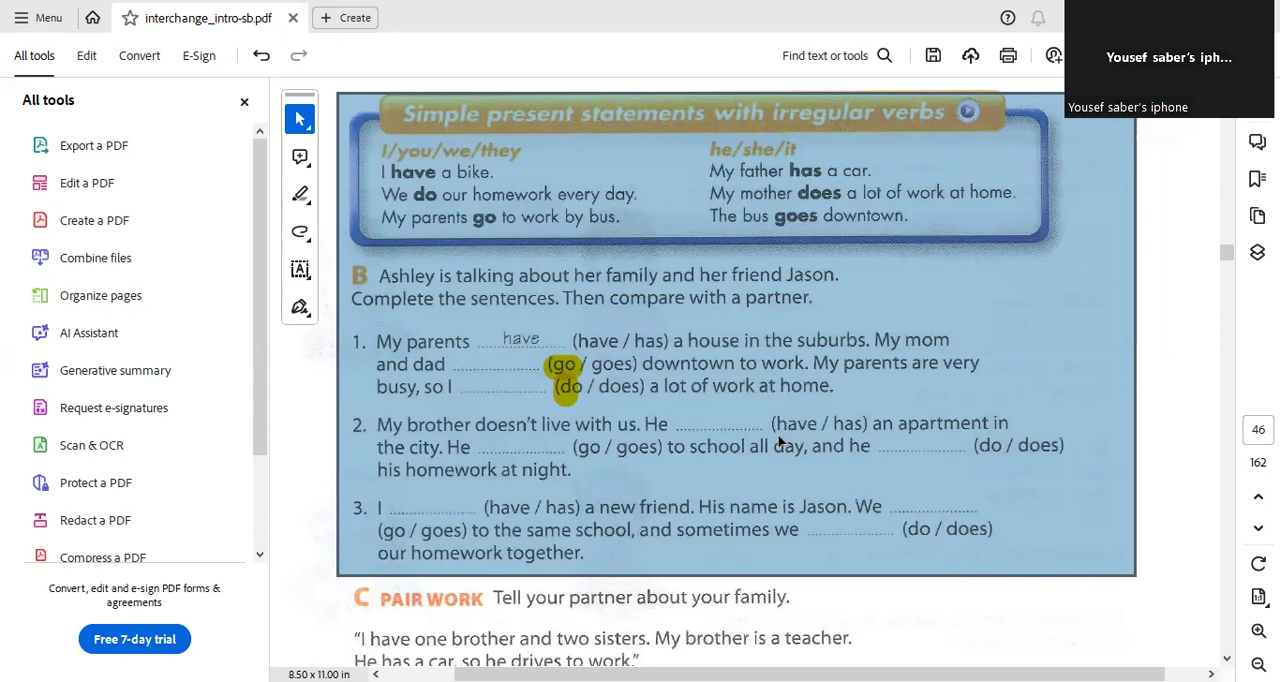 Menu
interchange_intro-sb.pdf
Create
All tools
Edit
Convert
E-Sign
Find text or tools
Yousef saber's iph...
Yousef saber's iphone
All tools
Export a PDF
Edit a PDF
Create a PDF
Combine files
Organize pages
AI Assistant
Generative summary
Request e-signatures
Scan & OCR
Protect a PDF
Redact a PDF
Compress a PDF
Convert, edit and e-sign PDF forms &
agreements
Free 7-day trial
Simple present statements with irregular verbs
I/you/we/they he/she/it
I have a bike. My father has a car.
We do our homework every day. My mother does a lot of work at home.
My parents go to work by bus. The bus goes downtown.
B Ashley is talking about her family and her friend Jason.
Complete the sentences. Then compare with a partner.
1. My parents have (have / has) a house in the suburbs. My mom
and dad ............ (go / goes) downtown to work. My parents are very
busy, so I ............ (do / does) a lot of work at home.
2. My brother doesn't live with us. He ............ (have / has) an apartment in
the city. He ............ (go / goes) to school all day, and he ............ (do / does)
his homework at night.
3. I ............ (have / has) a new friend. His name is Jason. We ............
(go / goes) to the same school, and sometimes we ............ (do / does)
our homework together.
C PAIR WORK Tell your partner about your family.
"I have one brother and two sisters. My brother is a teacher.
He has a car, so he drives to work."
46
162
8.50 x 11.00 in